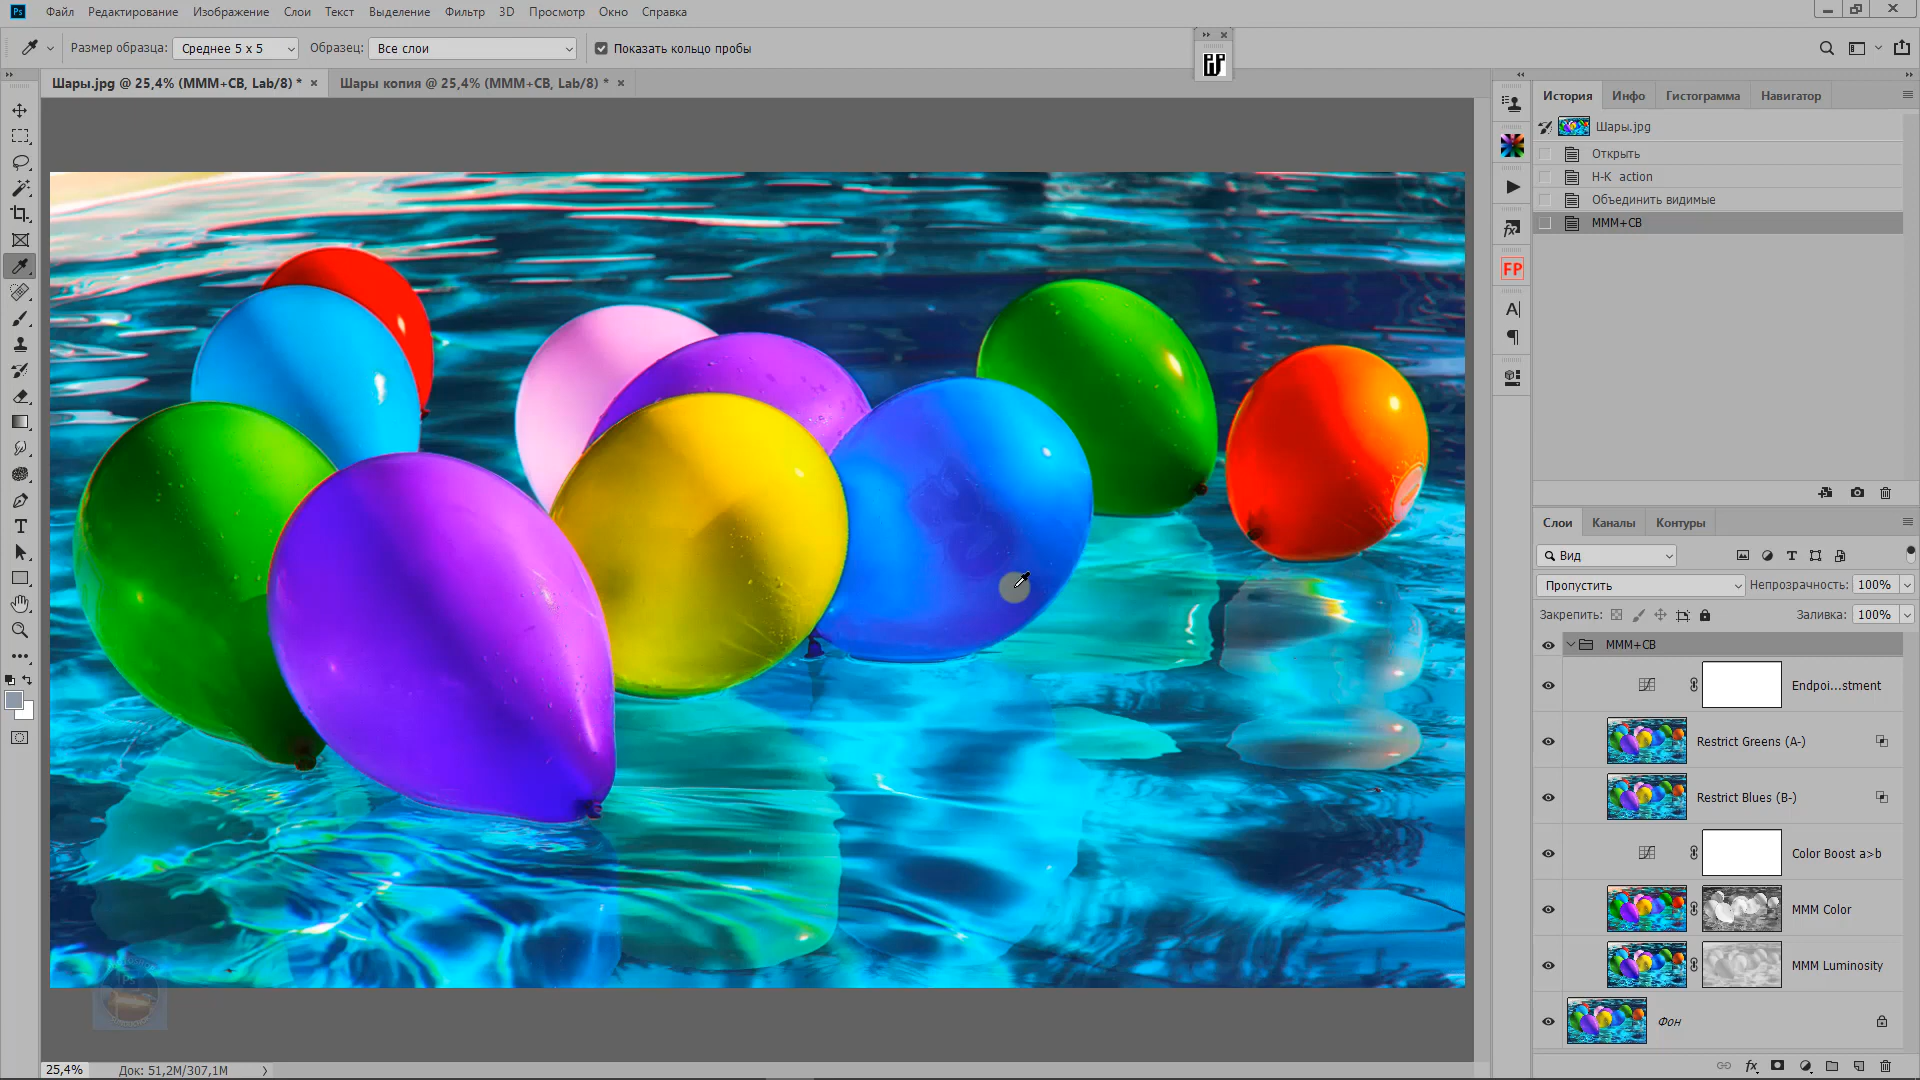 Ps Файл Редактирование Изображение Слои Текст Выделение Фильтр 3D Просмотр Окно Справка
Размер образца: Среднее 5 x 5 Образец: Все слои Показать кольцо пробы
Шары.jpg @ 25,4% (MMM+CB, Lab/8) * × Шары копия @ 25,4% (MMM+CB, Lab/8) * ×
История Инфо Гистограмма Навигатор
Шары.jpg
Открыть
H-K action
Объединить видимые
MMM+CB
FP
Слои Каналы Контуры
Вид
Пропустить Непрозрачность: 100%
Закрепить: Заливка: 100%
MMM+CB
Endpoi...stment
Restrict Greens (A-)
Restrict Blues (B-)
Color Boost a>b
MMM Color
MMM Luminosity
Фон
25,4% Док: 51,2M/307,1M